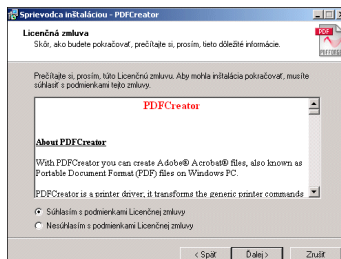 Sprievodca inštaláciou - PDFCreator
Licenčná zmluva
Skôr, ako budete pokračovať, prečítajte si, prosím, tieto dôležité informácie.
PDF
Prečítajte si, prosím, túto Licenčnú zmluvu. Aby mohla inštalácia pokračovať, musíte
súhlasiť s podmienkami tejto zmluvy.
PDFCreator
About PDFCreator
With PDFCreator you can create Adobe® Acrobat® files, also known as
Portable Document Format (PDF) files on Windows PC.
PDFCreator is a printer driver, it transforms the generic printer commands
Súhlasím s podmienkami Licenčnej zmluvy
Nesúhlasím s podmienkami Licenčnej zmluvy
< Späť
Ďalej >
Zrušiť